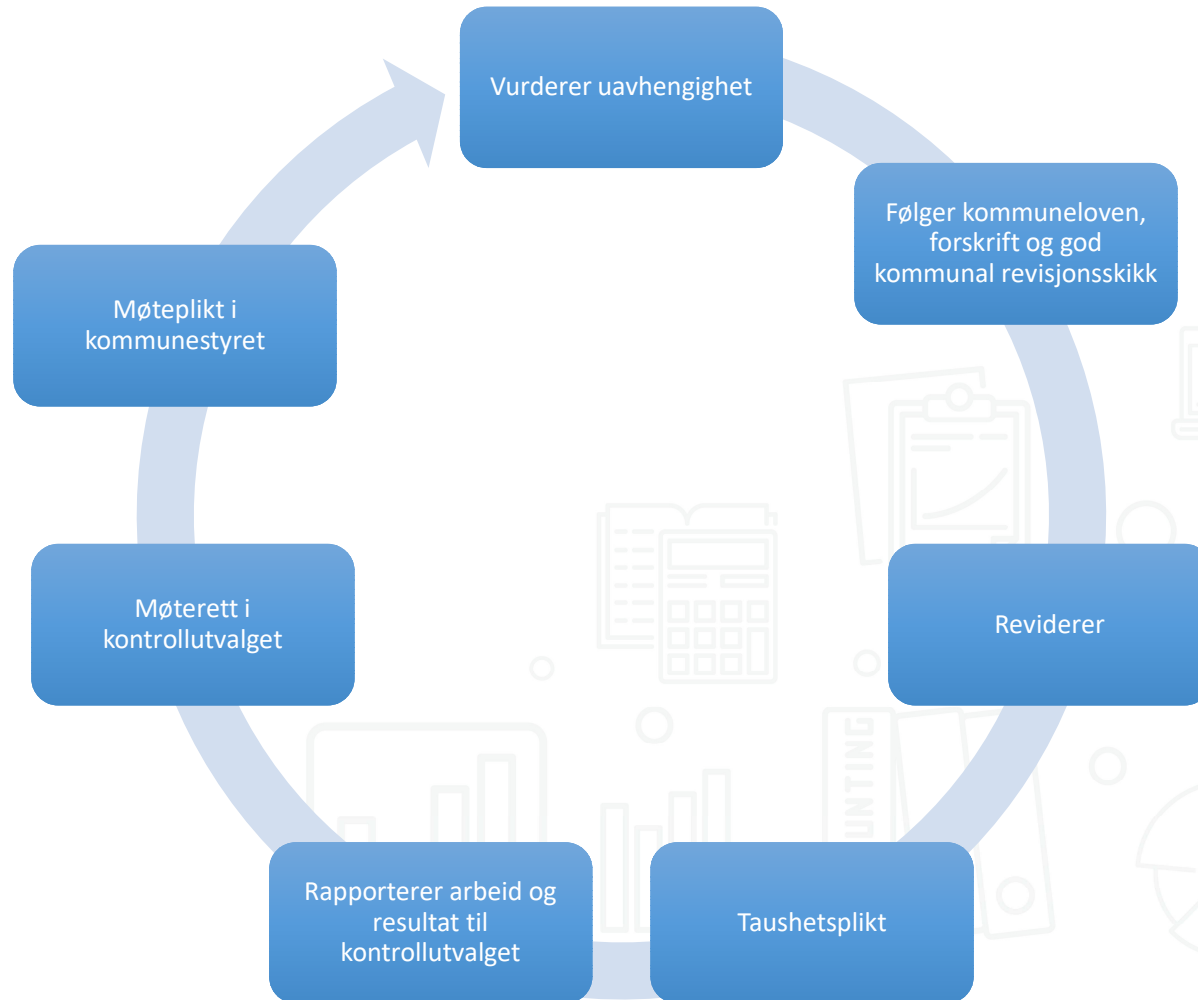 Vurderer uavhengighet
Følger kommuneloven,
forskrift og god
kommunal revisjonsskikk
Reviderer
Taushetsplikt
Rapporterer arbeid og
resultat til
kontrollutvalget
Møterett i
kontrollutvalget
Møteplikt i
kommunestyret
UNTING